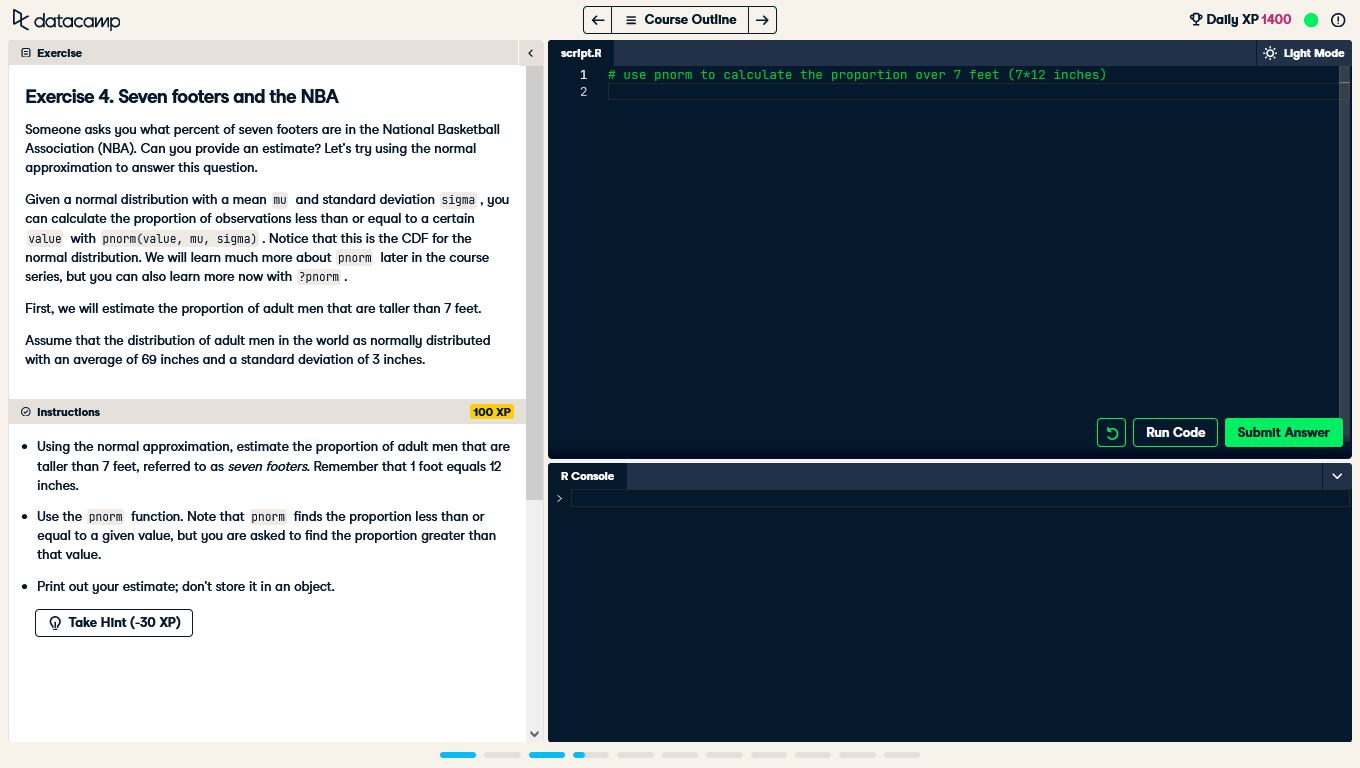 datacamp
Course Outline
Daily XP 1400
Exercise
Exercise 4. Seven footers and the NBA
Someone asks you what percent of seven footers are in the National Basketball
Association (NBA). Can you provide an estimate? Let's try using the normal
approximation to answer this question.
Given a normal distribution with a mean mu and standard deviation sigma , you
can calculate the proportion of observations less than or equal to a certain
value with pnorm(value, mu, sigma) . Notice that this is the CDF for the
normal distribution. We will learn much more about pnorm later in the course
series, but you can also learn more now with ?pnorm .
First, we will estimate the proportion of adult men that are taller than 7 feet.
Assume that the distribution of adult men in the world as normally distributed
with an average of 69 inches and a standard deviation of 3 inches.
Instructions
100 XP
• Using the normal approximation, estimate the proportion of adult men that are
taller than 7 feet, referred to as seven footers. Remember that 1 foot equals 12
inches.
• Use the pnorm function. Note that pnorm finds the proportion less than or
equal to a given value, but you are asked to find the proportion greater than
that value.
• Print out your estimate; don't store it in an object.
Take Hint (-30 XP)
script.R
Light Mode
1 # use pnorm to calculate the proportion over 7 feet (7*12 inches)
2
Run Code
Submit Answer
R Console
>